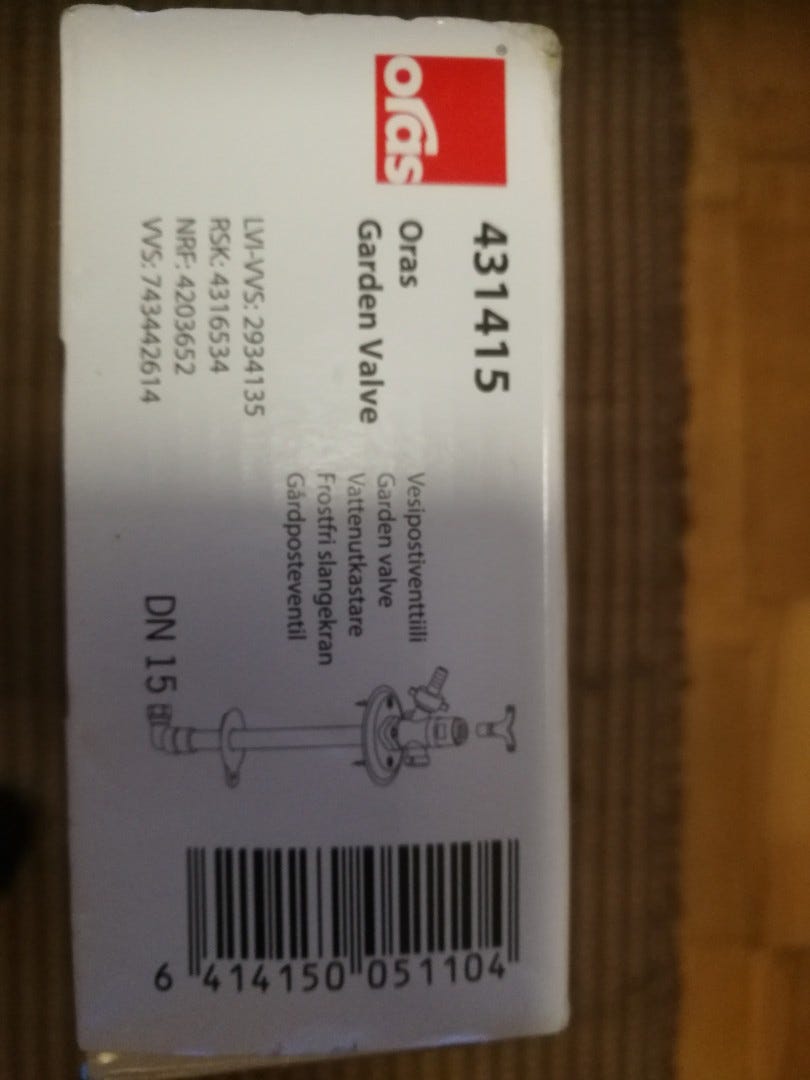 oras®
431415
Oras
Garden Valve
LVI-VVS: 2934135
RSK: 4316534
NRF: 4203652
VVS: 743442614
Vesipostiventtiili
Garden valve
Vattenutkastare
Frostfri slangekran
Gårdposteventil
DN 15
6 414150 051104